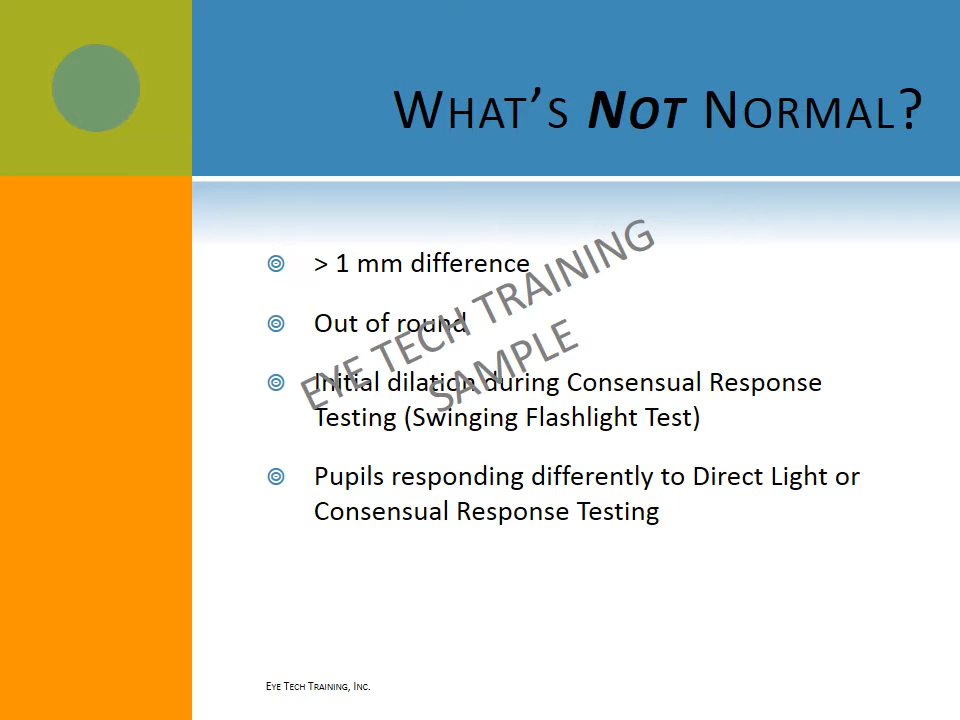 What's Not Normal?
> 1 mm difference
Out of round
Initial dilation during Consensual Response
Testing (Swinging Flashlight Test)
Pupils responding differently to Direct Light or
Consensual Response Testing
EYE TECH TRAINING
SAMPLE
Eye Tech Training, Inc.